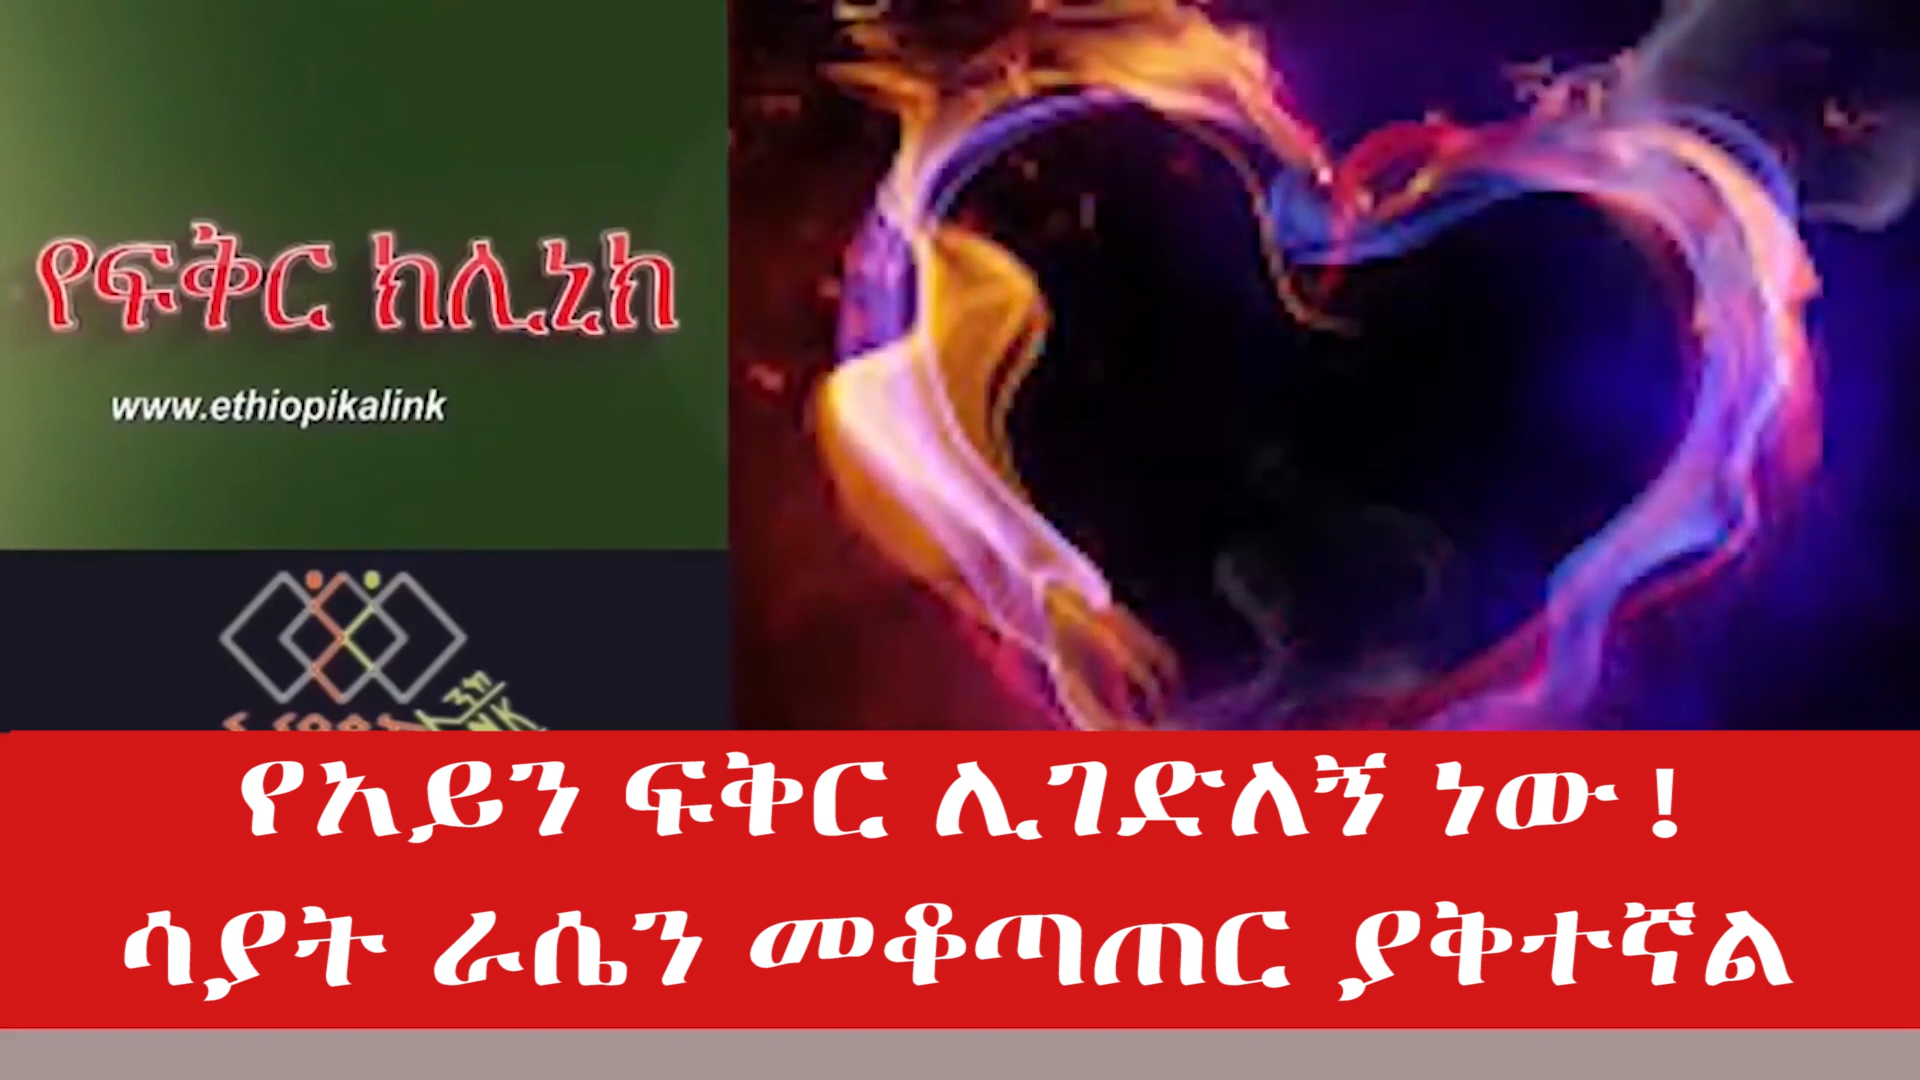 የፍቅር ክሊኒክ
www.ethiopikalink
የአይን ፍቅር ሊገድለኝ ነው!
ሳያት ራሴን መቆጣጠር ያቅተኛል